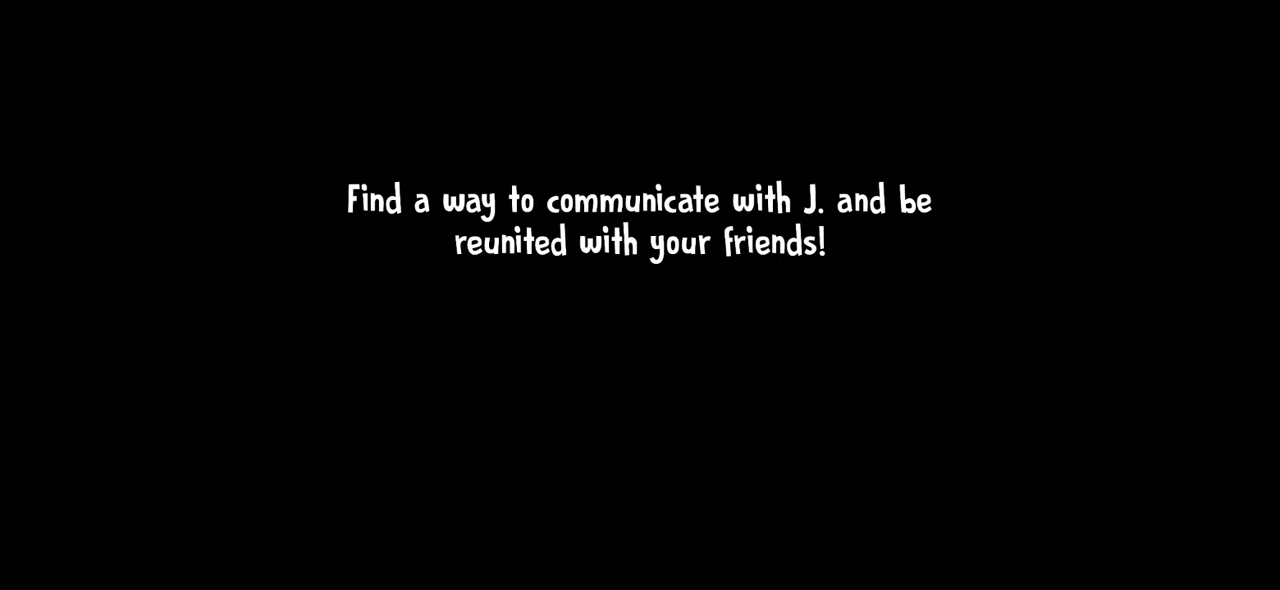 Find a way to communicate with J. and be
reunited with your friends!